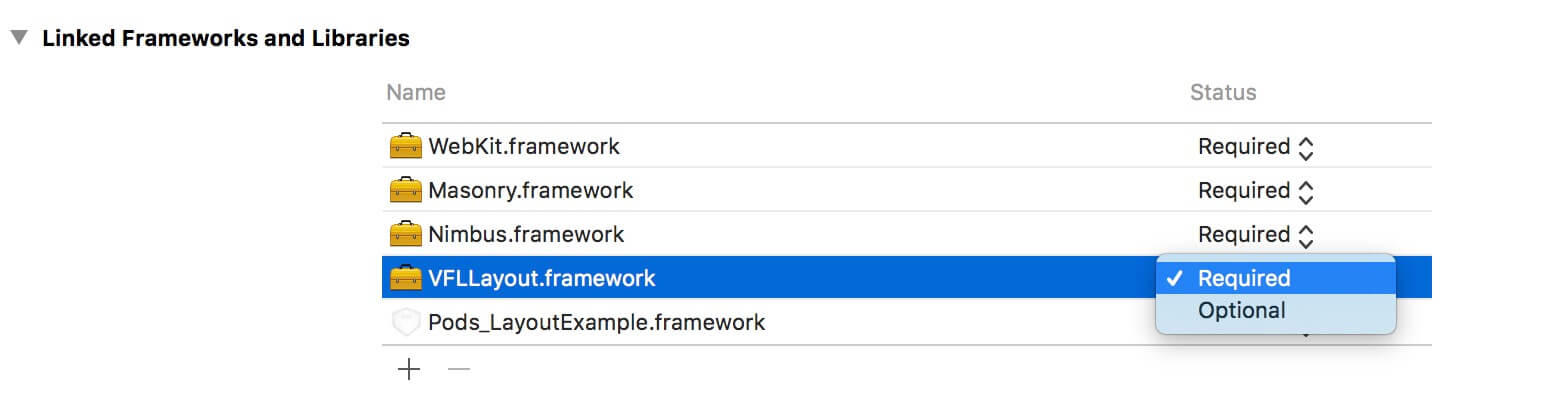 Linked Frameworks and Libraries
Name Status
WebKit.framework Required
Masonry.framework Required
Nimbus.framework Required
VFLLayout.framework Required
Optional
Pods_LayoutExample.framework